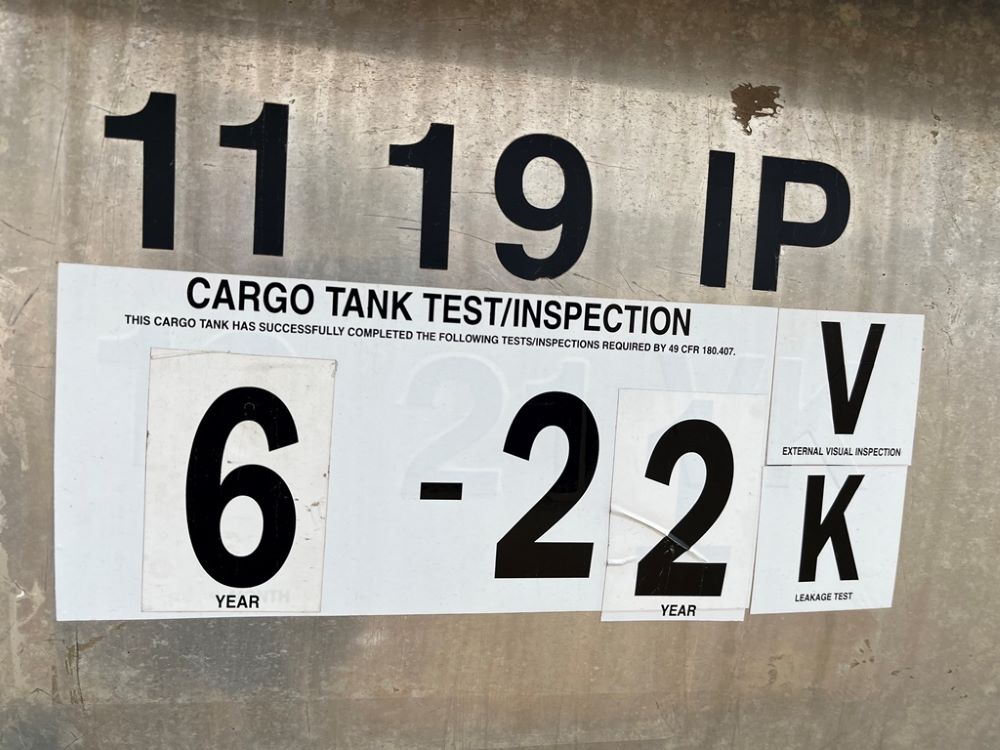 11 19 IP
CARGO TANK TEST/INSPECTION
THIS CARGO TANK HAS SUCCESSFULLY COMPLETED THE FOLLOWING TESTS/INSPECTIONS REQUIRED BY 49 CFR 180.407.
6 -22
YEAR YEAR
V
EXTERNAL VISUAL INSPECTION
K
LEAKAGE TEST